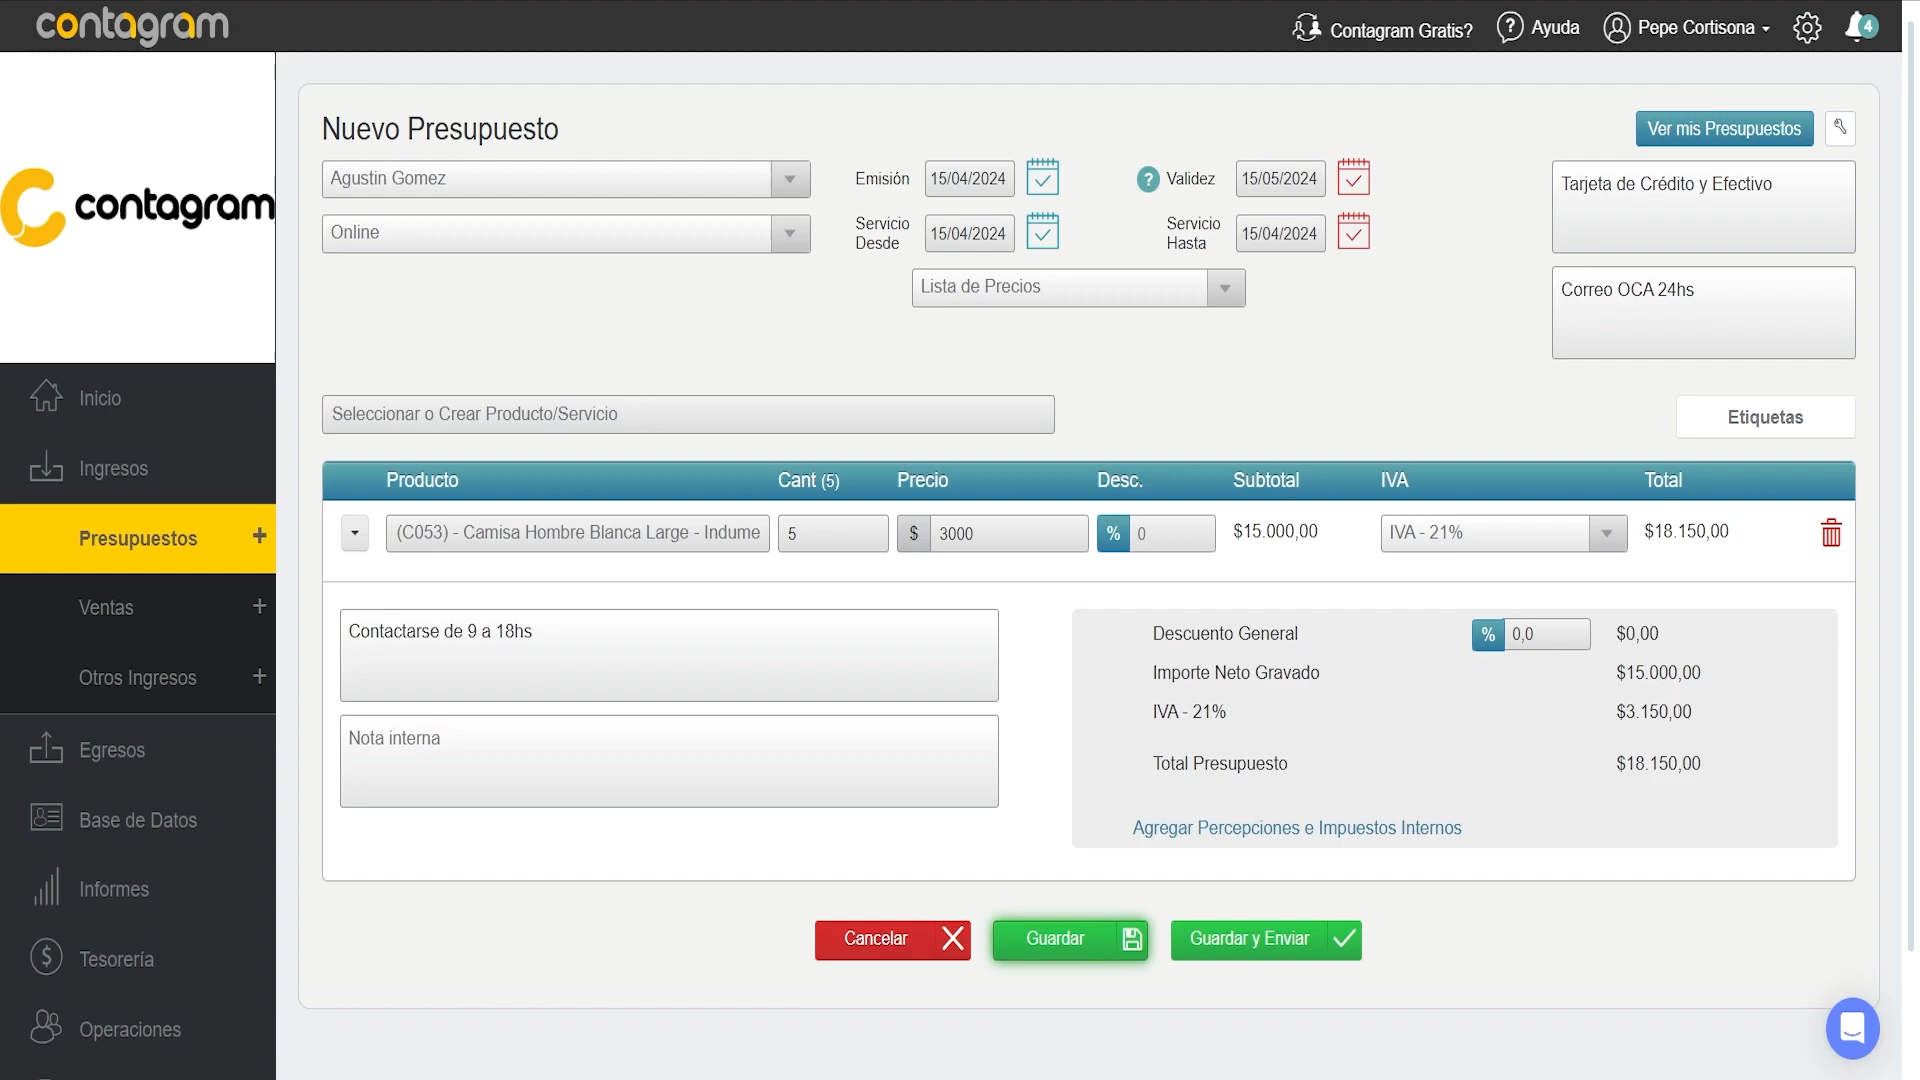 contagram
Contagram Gratis?
Ayuda
Pepe Cortisona
4
contagram
Nuevo Presupuesto
Ver mis Presupuestos
Agustin Gomez
Emisión
15/04/2024
?
Validez
15/05/2024
Tarjeta de Crédito y Efectivo
Online
Servicio Desde
15/04/2024
Servicio Hasta
15/04/2024
Lista de Precios
Correo OCA 24hs
Inicio
Ingresos
Presupuestos +
Ventas +
Otros Ingresos +
Egresos
Base de Datos
Informes
Tesorería
Operaciones
Seleccionar o Crear Producto/Servicio
Etiquetas
Producto Cant (5) Precio Desc. Subtotal IVA Total
(C053) - Camisa Hombre Blanca Large - Indume 5 $ 3000 % 0 $15.000,00 IVA - 21% $18.150,00
Contactarse de 9 a 18hs
Nota interna
Descuento General % 0,0 $0,00
Importe Neto Gravado $15.000,00
IVA - 21% $3.150,00
Total Presupuesto $18.150,00
Agregar Percepciones e Impuestos Internos
Cancelar
Guardar
Guardar y Enviar